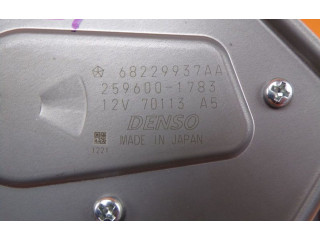 68229937AA
259600-1783
12V 70113 A5
DENSO
MADE IN JAPAN